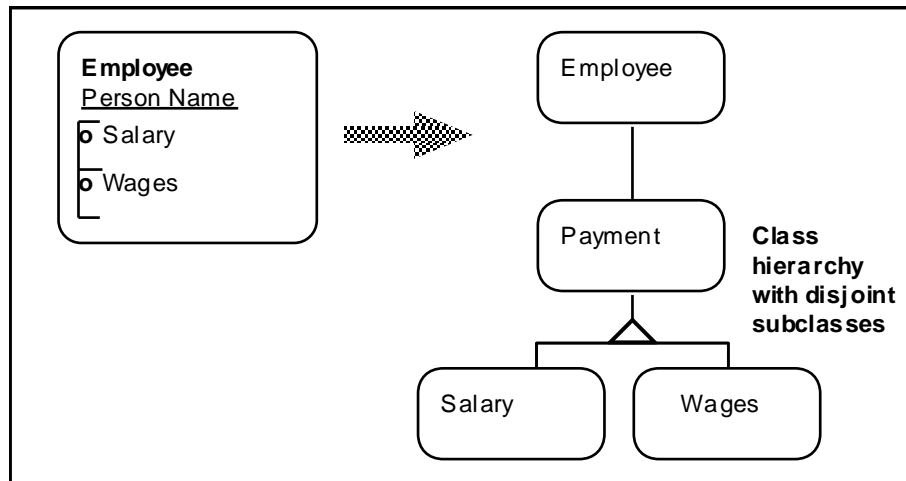 Employee
Person Name
o Salary
o Wages
Employee
Payment
Class
hierarchy
with disjoint
subclasses
Salary
Wages